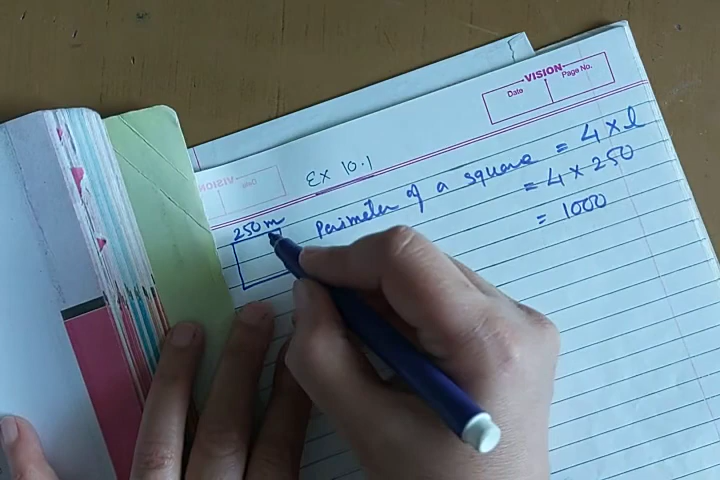 VISION
Date
Page No.
Ex 10.1
Perimeter of a square = 4 × l
= 4 × 250
= 1000
250 m